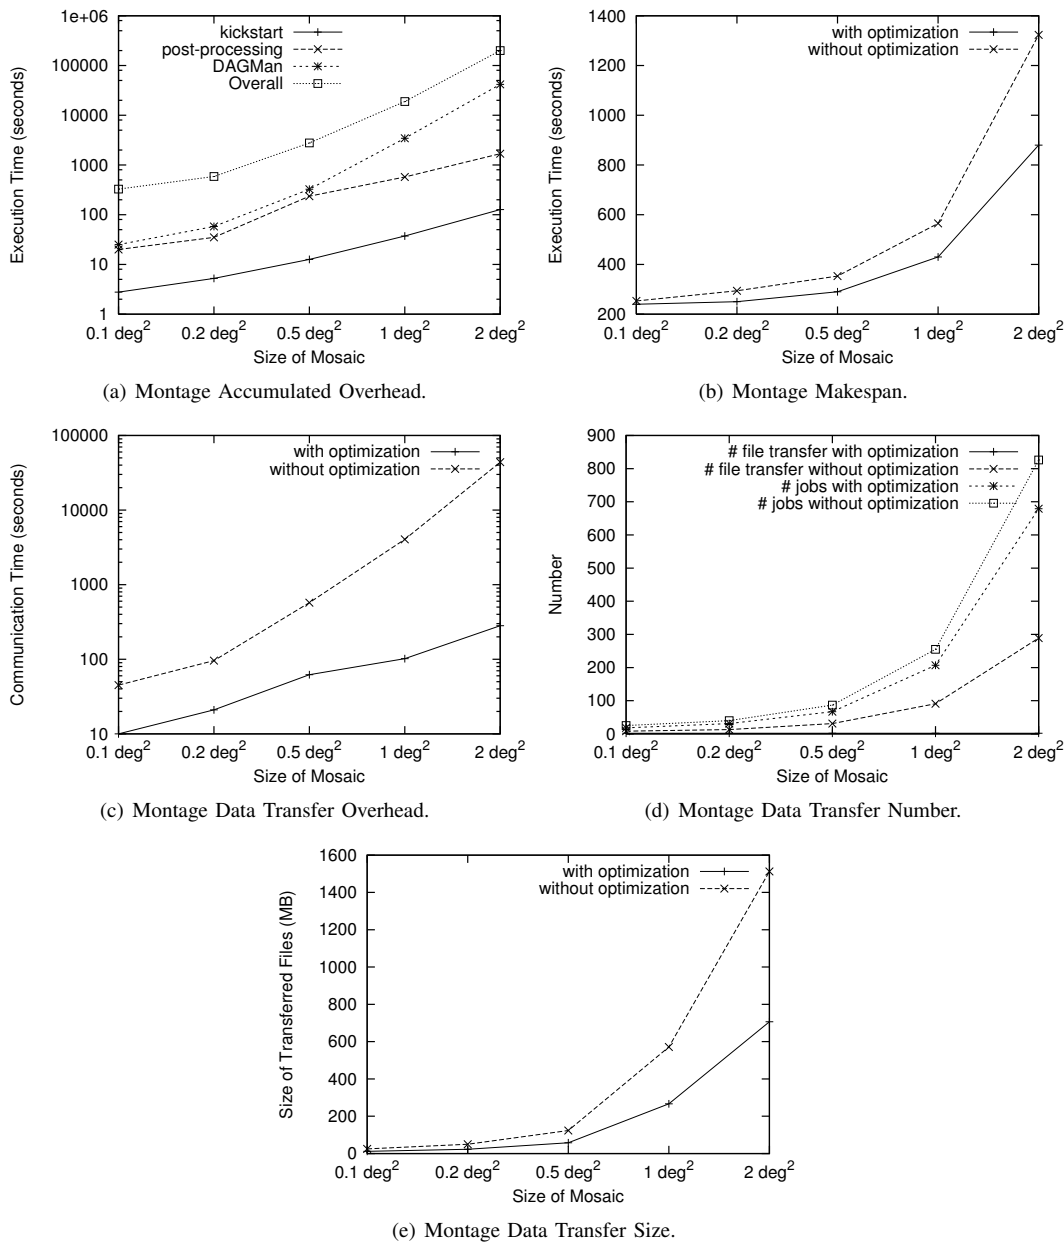 1e+06
100000
10000
1000
100
10
1
Execution Time (seconds)
kickstart
post-processing
DAGMan
Overall
0.1 deg²
0.2 deg²
0.5 deg²
1 deg²
2 deg²
Size of Mosaic
(a) Montage Accumulated Overhead.
1400
1200
1000
800
600
400
200
Execution Time (seconds)
with optimization
without optimization
0.1 deg²
0.2 deg²
0.5 deg²
1 deg²
2 deg²
Size of Mosaic
(b) Montage Makespan.
100000
10000
1000
100
10
Communication Time (seconds)
with optimization
without optimization
0.1 deg²
0.2 deg²
0.5 deg²
1 deg²
2 deg²
Size of Mosaic
(c) Montage Data Transfer Overhead.
900
800
700
600
500
400
300
200
100
0
Number
# file transfer with optimization
# file transfer without optimization
# jobs with optimization
# jobs without optimization
0.1 deg²
0.2 deg²
0.5 deg²
1 deg²
2 deg²
Size of Mosaic
(d) Montage Data Transfer Number.
1600
1400
1200
1000
800
600
400
200
0
Size of Transferred Files (MB)
with optimization
without optimization
0.1 deg²
0.2 deg²
0.5 deg²
1 deg²
2 deg²
Size of Mosaic
(e) Montage Data Transfer Size.